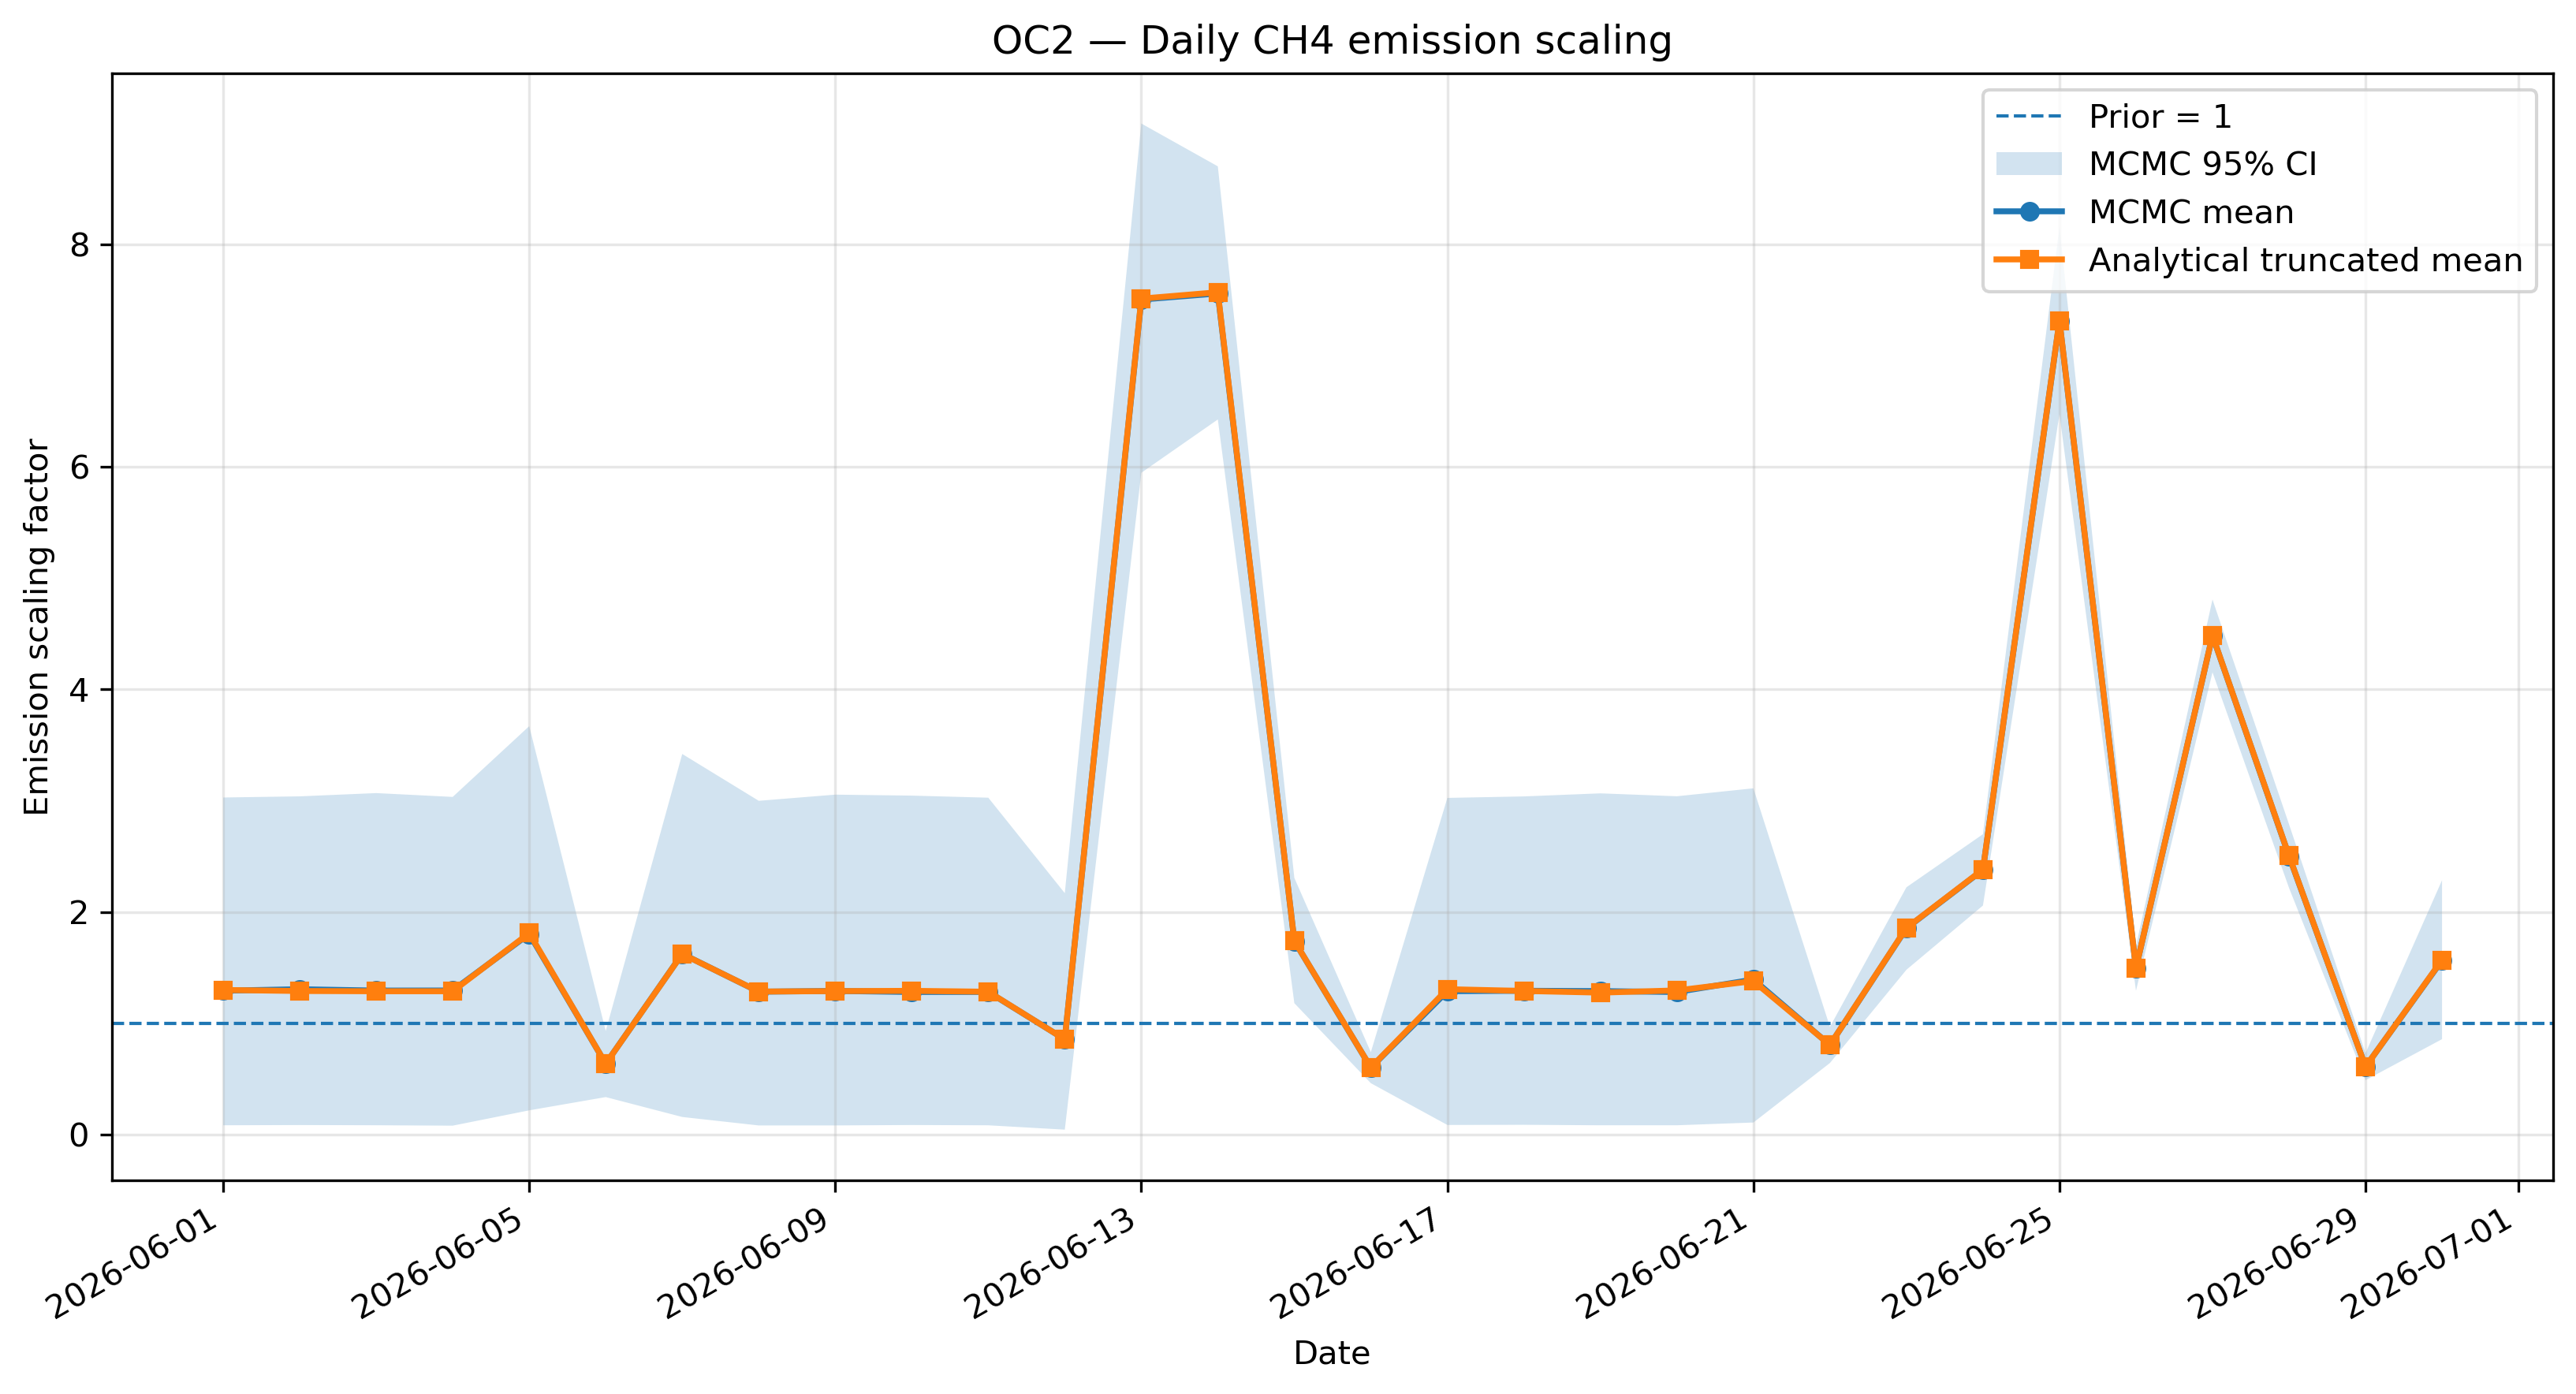 OC2 — Daily CH4 emission scaling
Prior = 1
MCMC 95% CI
MCMC mean
Analytical truncated mean
Emission scaling factor
8
6
4
2
0
2026-06-01
2026-06-05
2026-06-09
2026-06-13
2026-06-17
2026-06-21
2026-06-25
2026-06-29
2026-07-01
Date